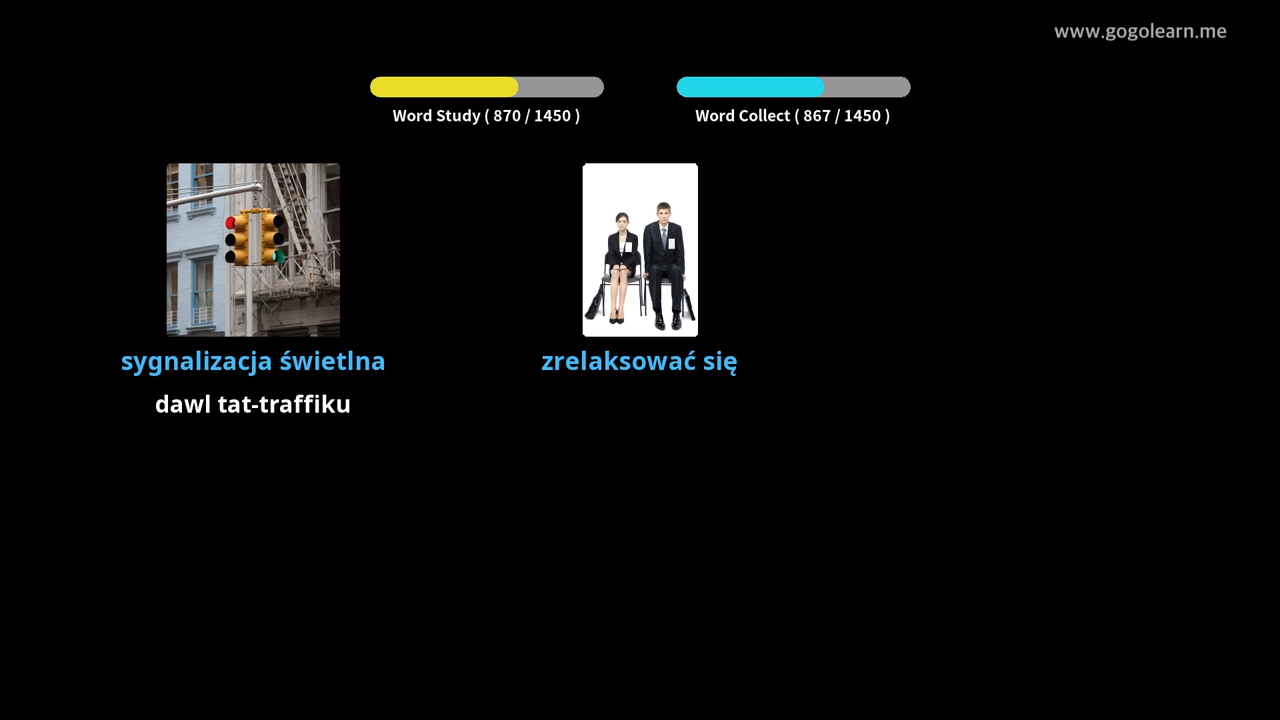 www.gogolearn.me
Word Study ( 870 / 1450 )
Word Collect ( 867 / 1450 )
sygnalizacja świetlna
dawl tat-traffiku
zrelaksować się